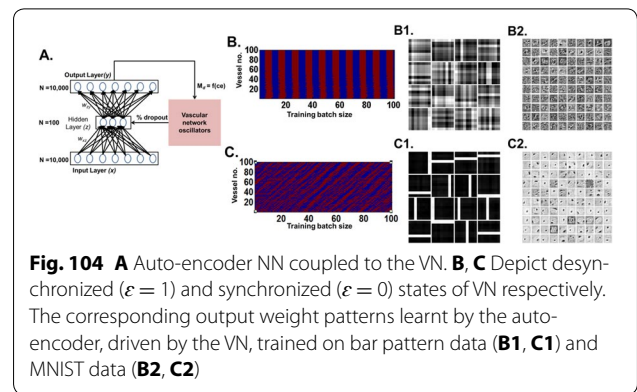 A.
Output Layer(y)
N =10,000
M_d = f(ce)
N =100
Hidden
Layer (z)
% dropout
Vascular
network
oscillators
N =10,000
Input Layer (x)
B.
Vessel no.
100
80
60
40
20
20 40 60 80 100
Training batch size
C.
Vessel no.
100
80
60
40
20
20 40 60 80 100
Training batch size
B1.
B2.
C1.
C2.
Fig. 104 A Auto-encoder NN coupled to the VN. B, C Depict desyn-
chronized (ε = 1) and synchronized (ε = 0) states of VN respectively.
The corresponding output weight patterns learnt by the auto-
encoder, driven by the VN, trained on bar pattern data (B1, C1) and
MNIST data (B2, C2)